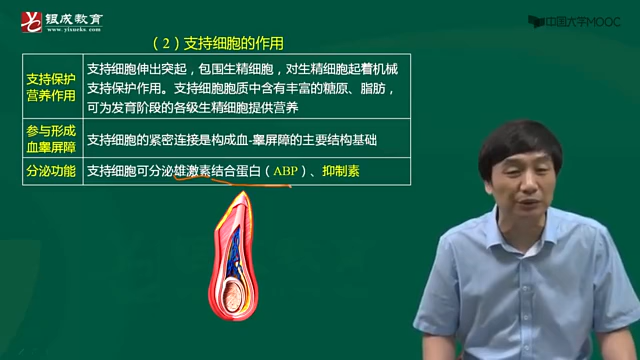 银成教育
www.yixueks.com
中国大学MOOC
（2）支持细胞的作用
支持保护
营养作用
支持细胞伸出突起，包围生精细胞，对生精细胞起着机械
支持保护作用。支持细胞胞质中含有丰富的糖原、脂肪，
可为发育阶段的各级生精细胞提供营养
参与形成
血睾屏障
支持细胞的紧密连接是构成血-睾屏障的主要结构基础
分泌功能
支持细胞可分泌雄激素结合蛋白（ABP）、抑制素